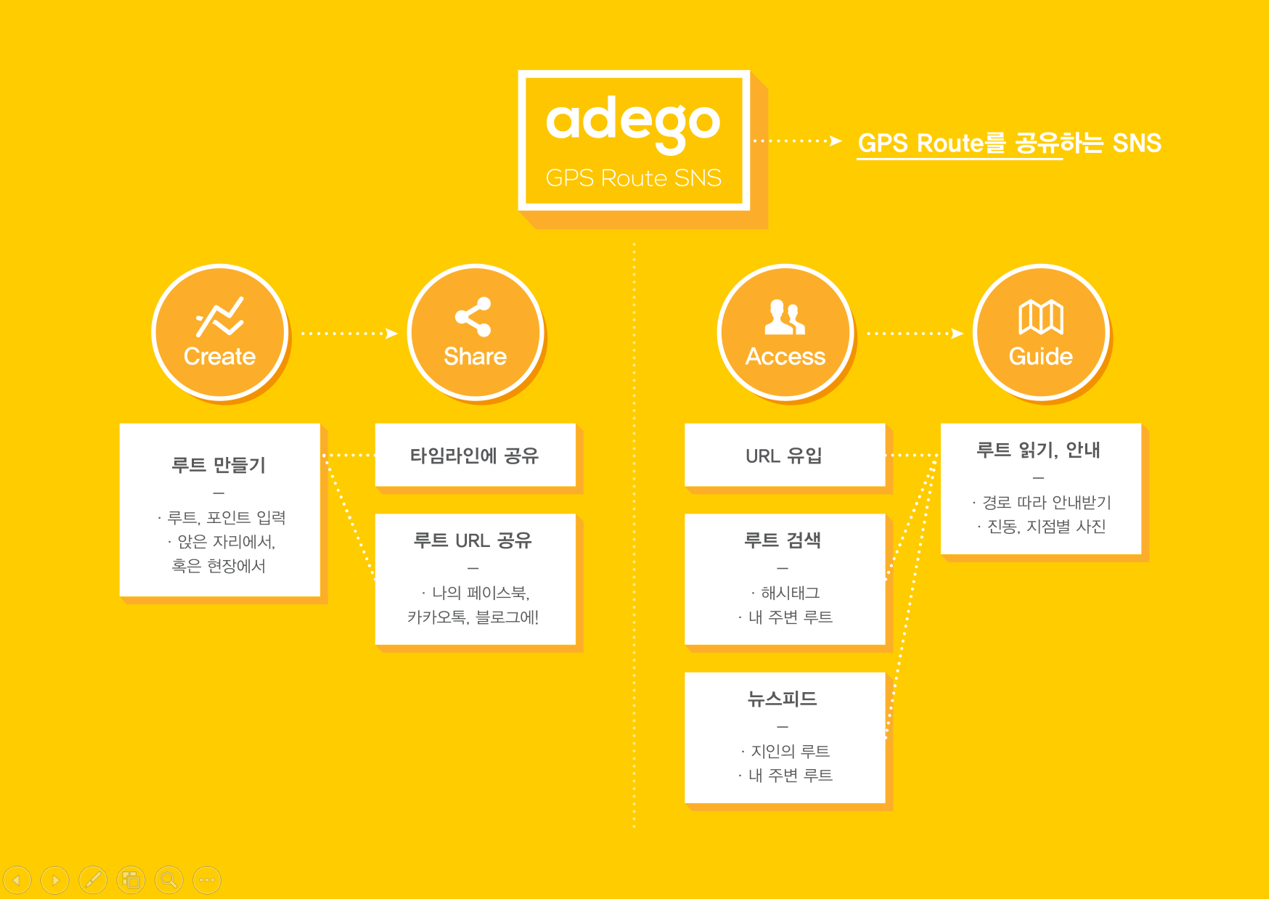 adego
GPS Route SNS
GPS Route를 공유하는 SNS
Create
루트 만들기
–
· 루트, 포인트 입력
· 앉은 자리에서,
혹은 현장에서
Share
타임라인에 공유
루트 URL 공유
–
· 나의 페이스북,
카카오톡, 블로그에!
Access
URL 유입
루트 검색
–
· 해시태그
· 내 주변 루트
뉴스피드
–
· 지인의 루트
· 내 주변 루트
Guide
루트 읽기, 안내
–
· 경로 따라 안내받기
· 진동, 지점별 사진